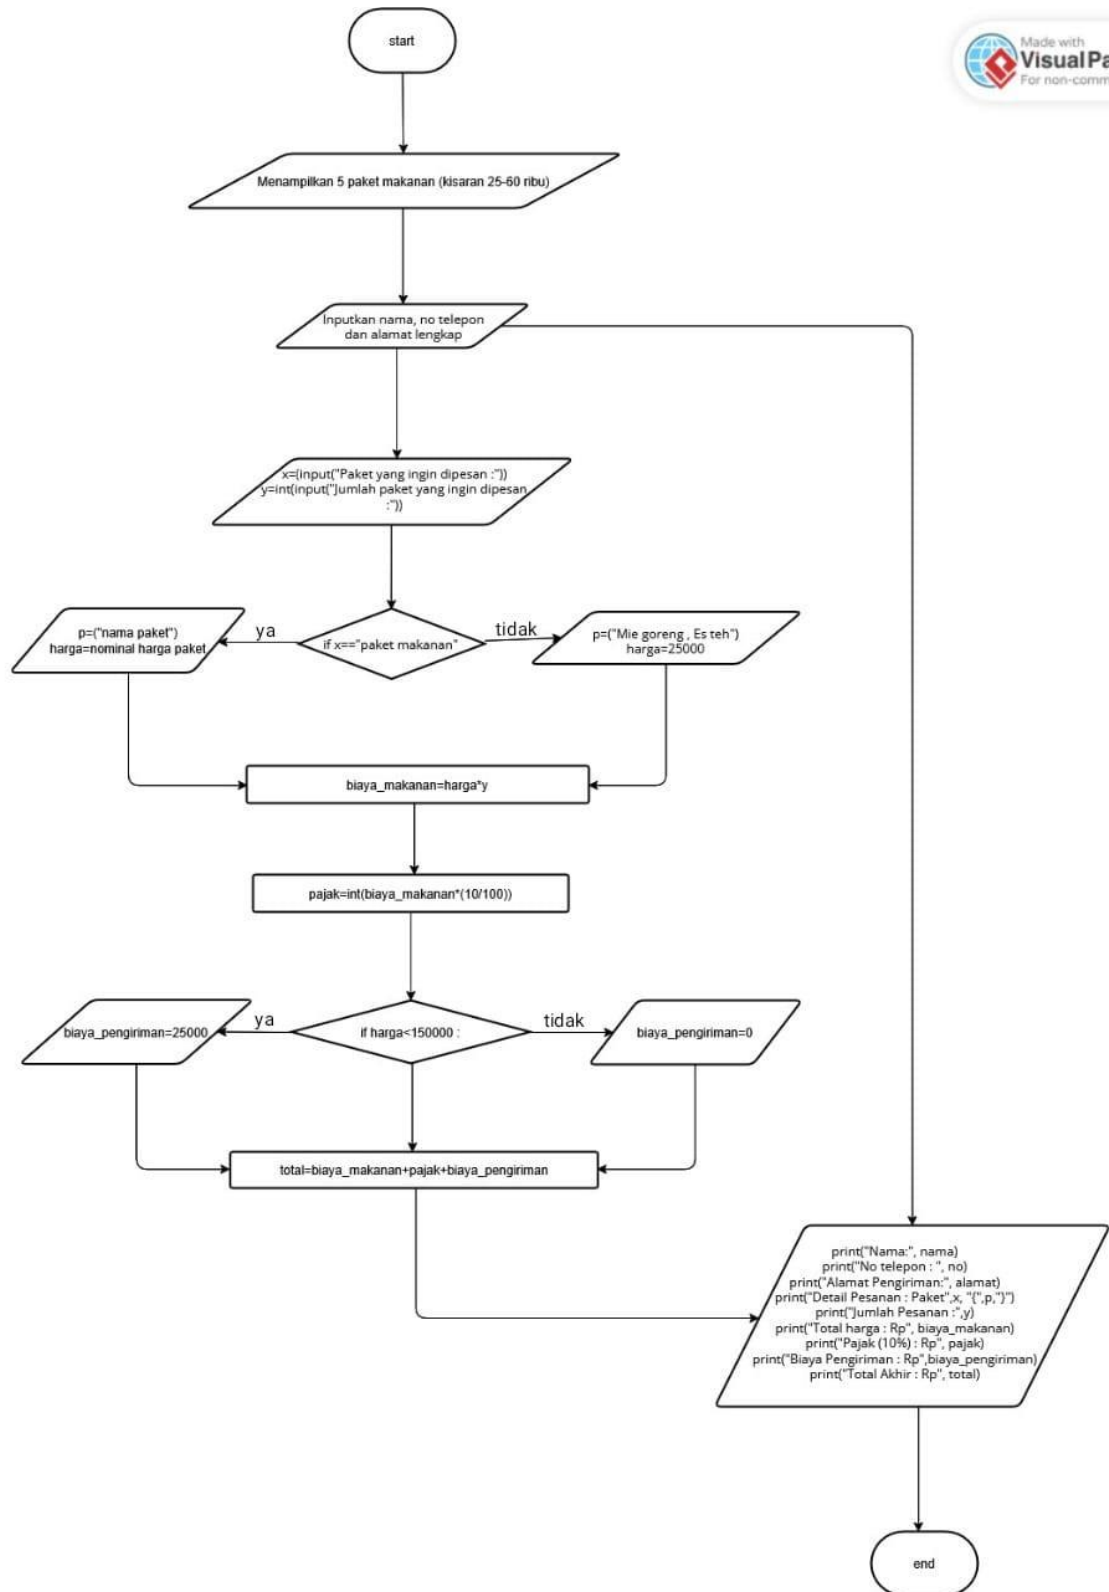 start
Made with
Visual Pa
For non-comm
Menampilkan 5 paket makanan (kisaran 25-60 ribu)
Inputkan nama, no telepon
dan alamat lengkap
x=(input("Paket yang ingin dipesan :"))
y=int(input("Jumlah paket yang ingin dipesan
:"))
p=("nama paket")
harga=nominal harga paket
ya
if x=="paket makanan"
tidak
p=("Mie goreng , Es teh")
harga=25000
biaya_makanan=harga*y
pajak=int(biaya_makanan*(10/100))
biaya_pengiriman=25000
ya
if harga<150000 :
tidak
biaya_pengiriman=0
total=biaya_makanan+pajak+biaya_pengiriman
print("Nama:", nama)
print("No telepon : ", no)
print("Alamat Pengiriman:", alamat)
print("Detail Pesanan : Paket",x, "{",p,"}")
print("Jumlah Pesanan :",y)
print("Total harga : Rp", biaya_makanan)
print("Pajak (10%) : Rp", pajak)
print("Biaya Pengiriman : Rp",biaya_pengiriman)
print("Total Akhir : Rp", total)
end